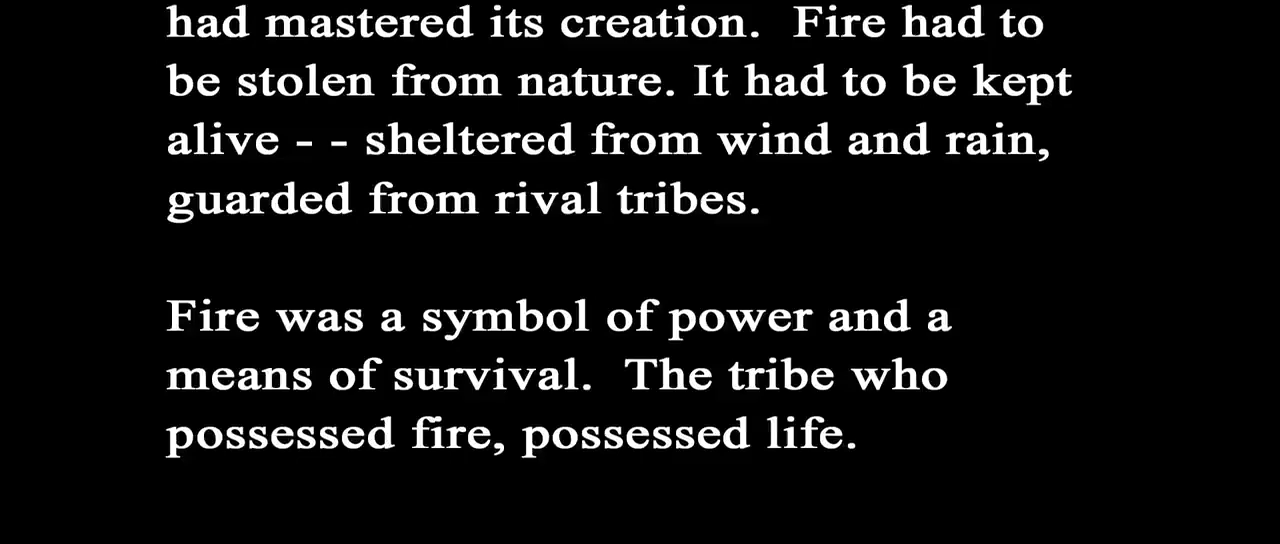 had mastered its creation.  Fire had to
be stolen from nature. It had to be kept
alive - - sheltered from wind and rain,
guarded from rival tribes.
Fire was a symbol of power and a
means of survival.  The tribe who
possessed fire, possessed life.